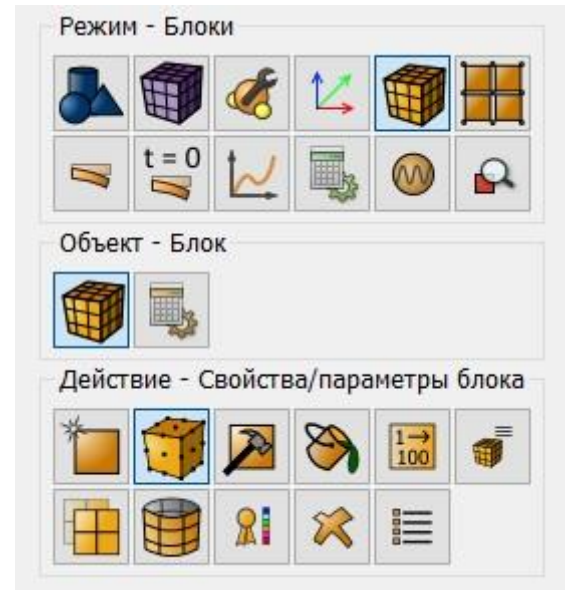 Режим - Блоки
t = 0
Объект - Блок
Действие - Свойства/параметры блока
1→
100